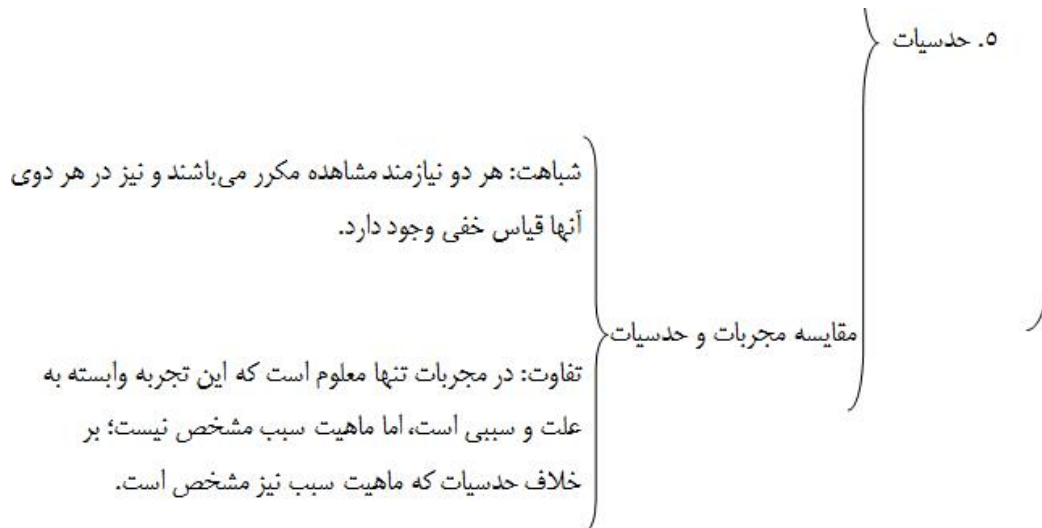 ٥. حدسیات
شباهت: هر دو نیازمند مشاهده مکرر می‌باشند و نیز در هر دوی
آنها قیاس خفی وجود دارد.
مقایسه مجربات و حدسیات
تفاوت: در مجربات تنها معلوم است که این تجربه وابسته به
علت و سببی است، اما ماهیت سبب مشخص نیست؛ بر
خلاف حدسیات که ماهیت سبب نیز مشخص است.